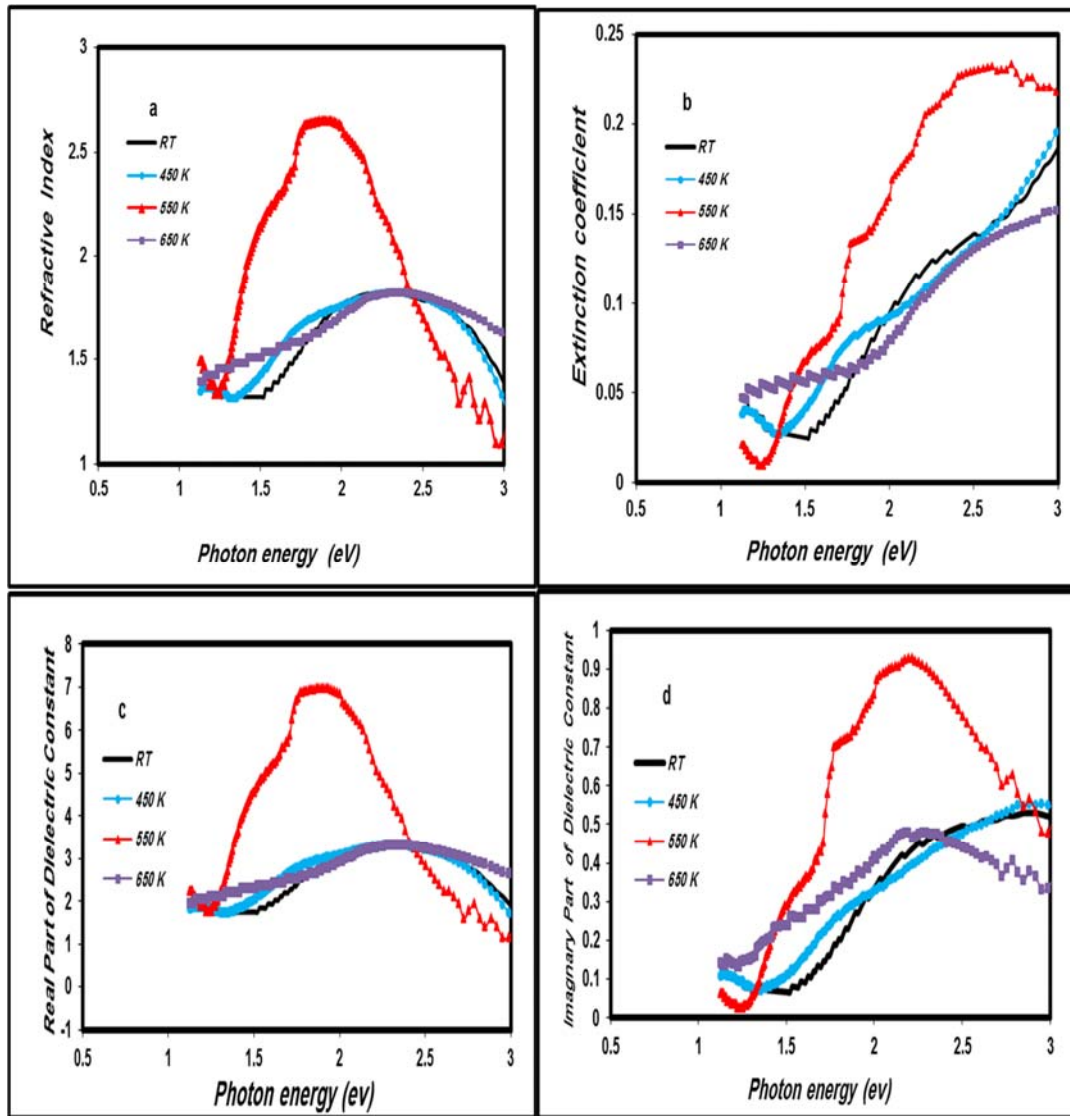 a
Refractive Index
3
2.5
2
1.5
1
RT
450 K
550 K
650 K
0.5 1 1.5 2 2.5 3
Photon energy (eV)
b
Extinction coefficient
0.25
0.2
0.15
0.1
0.05
0
RT
450 K
550 K
650 K
0.5 1 1.5 2 2.5 3
Photon energy (eV)
c
Real Part of Dielectric Constant
8
7
6
5
4
3
2
1
0
-1
RT
450 K
550 K
650 K
0.5 1 1.5 2 2.5 3
Photon energy (ev)
d
Imagnary Part of Dielectric Constant
1
0.9
0.8
0.7
0.6
0.5
0.4
0.3
0.2
0.1
0
RT
450 K
550 K
650 K
0.5 1 1.5 2 2.5 3
Photon energy (ev)